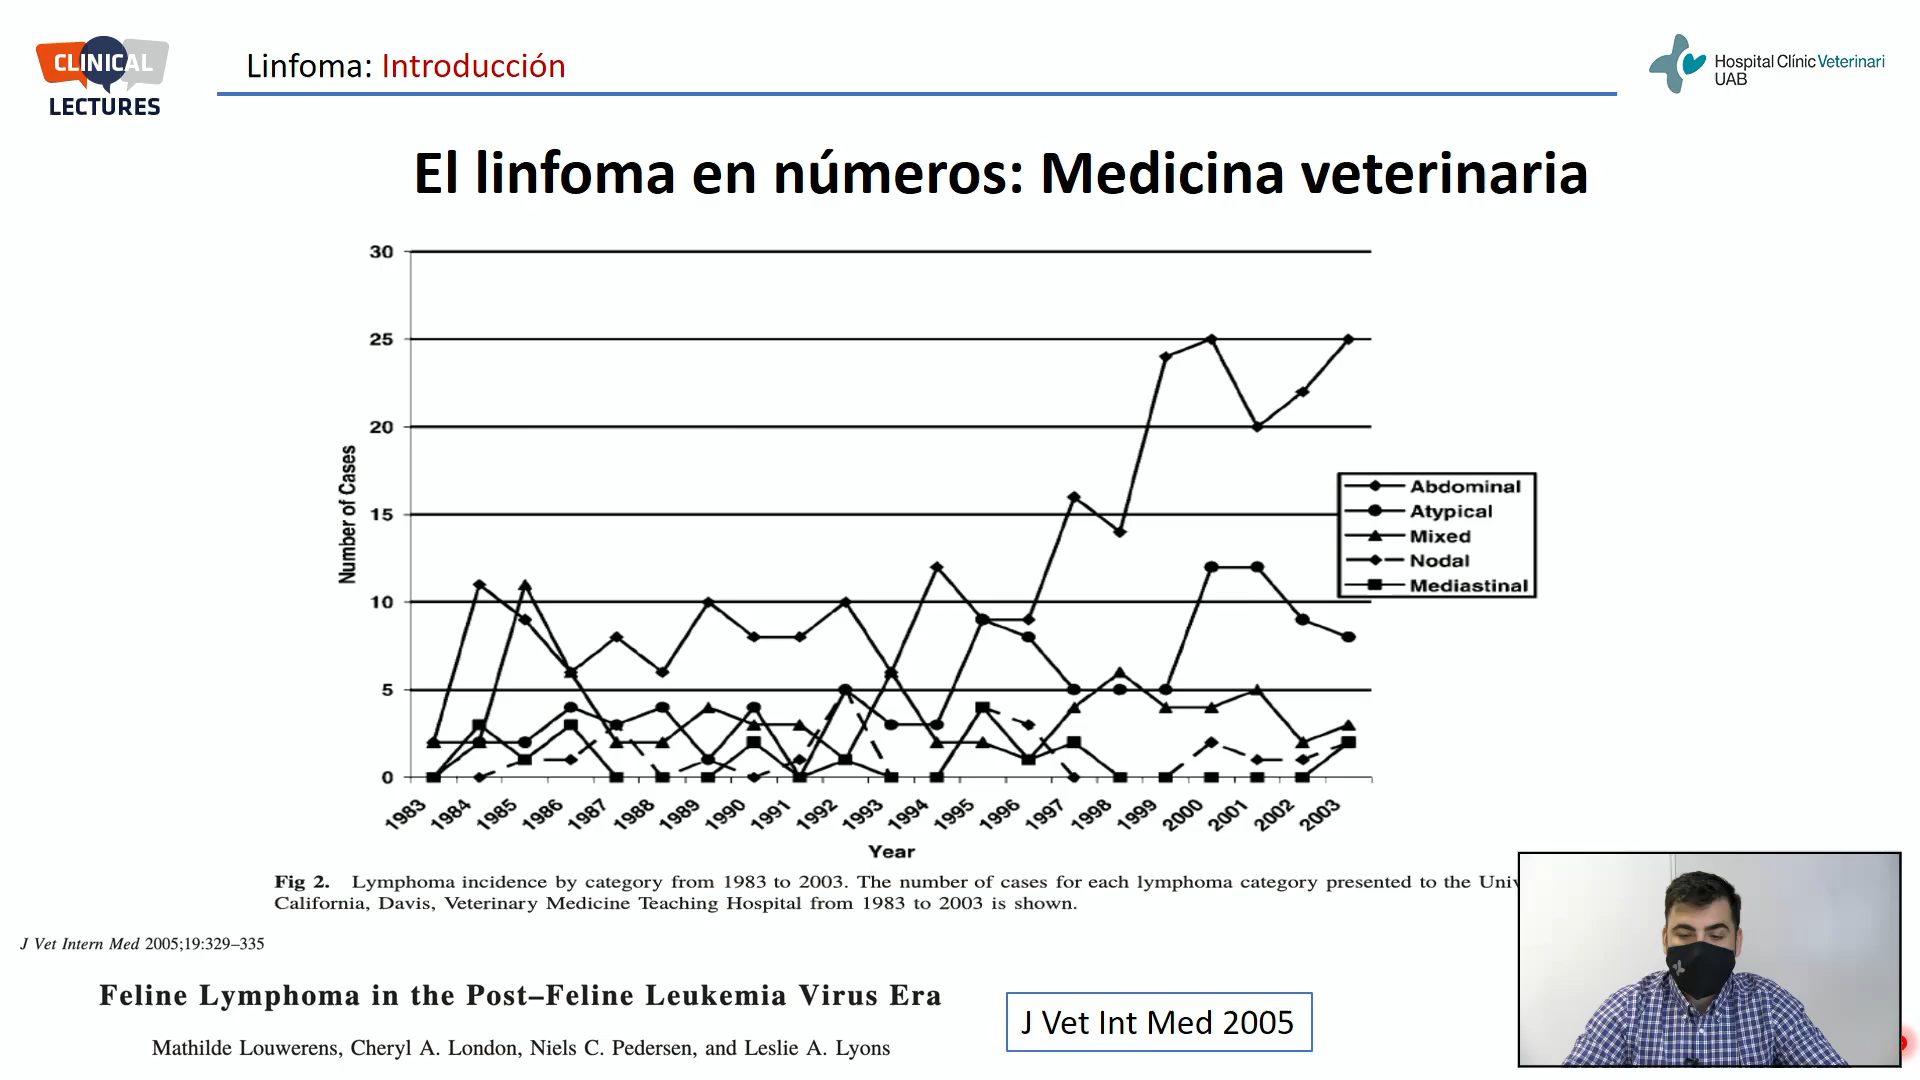 CLINICAL
LECTURES
Linfoma: Introducción
Hospital Clínic Veterinari
UAB
El linfoma en números: Medicina veterinaria
30
25
20
15
10
5
0
Number of Cases
1983
1984
1985
1986
1987
1988
1989
1990
1991
1992
1993
1994
1995
1996
1997
1998
1999
2000
2001
2002
2003
Year
Abdominal
Atypical
Mixed
Nodal
Mediastinal
Fig 2. Lymphoma incidence by category from 1983 to 2003. The number of cases for each lymphoma category presented to the Univ
California, Davis, Veterinary Medicine Teaching Hospital from 1983 to 2003 is shown.
J Vet Intern Med 2005;19:329–335
Feline Lymphoma in the Post–Feline Leukemia Virus Era
J Vet Int Med 2005
Mathilde Louwerens, Cheryl A. London, Niels C. Pedersen, and Leslie A. Lyons